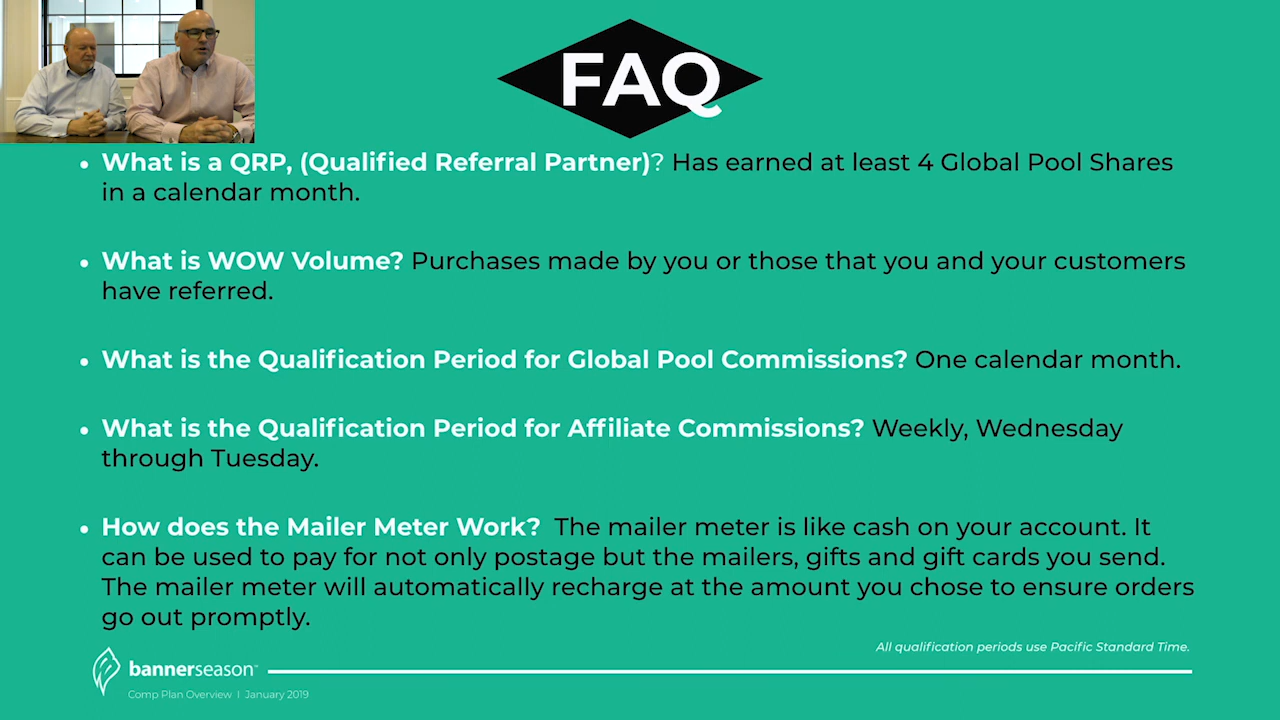 FAQ
• What is a QRP, (Qualified Referral Partner)? Has earned at least 4 Global Pool Shares
in a calendar month.
• What is WOW Volume? Purchases made by you or those that you and your customers
have referred.
• What is the Qualification Period for Global Pool Commissions? One calendar month.
• What is the Qualification Period for Affiliate Commissions? Weekly, Wednesday
through Tuesday.
• How does the Mailer Meter Work? The mailer meter is like cash on your account. It
can be used to pay for not only postage but the mailers, gifts and gift cards you send.
The mailer meter will automatically recharge at the amount you chose to ensure orders
go out promptly.
All qualification periods use Pacific Standard Time.
bannerseason™
Comp Plan Overview | January 2019